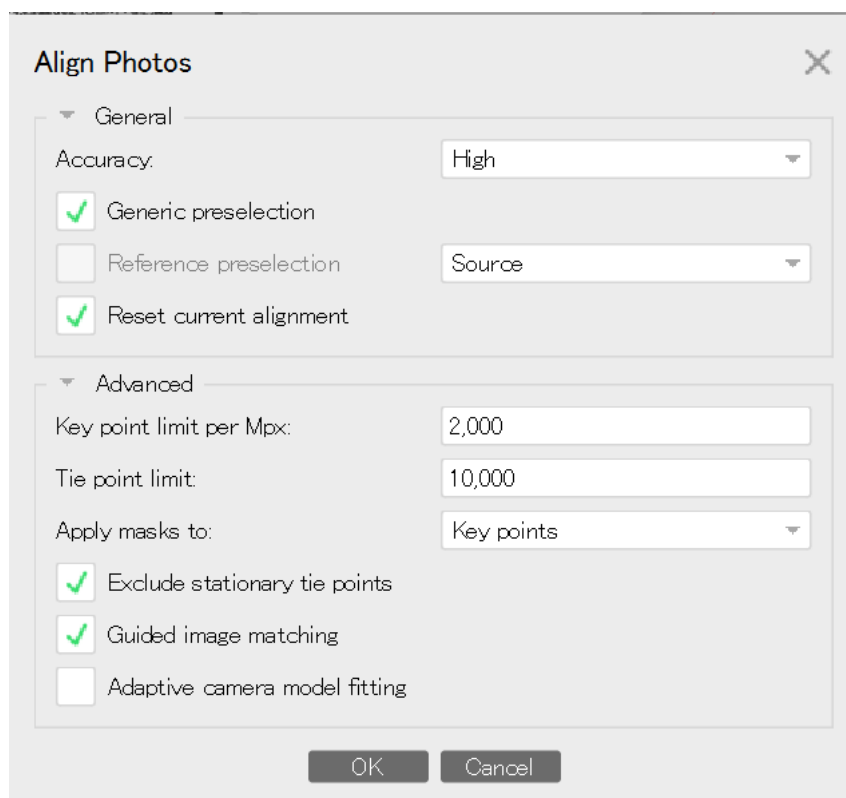 Align Photos
General
Accuracy: High
Generic preselection
Reference preselection Source
Reset current alignment
Advanced
Key point limit per Mpx: 2,000
Tie point limit: 10,000
Apply masks to: Key points
Exclude stationary tie points
Guided image matching
Adaptive camera model fitting
OK Cancel